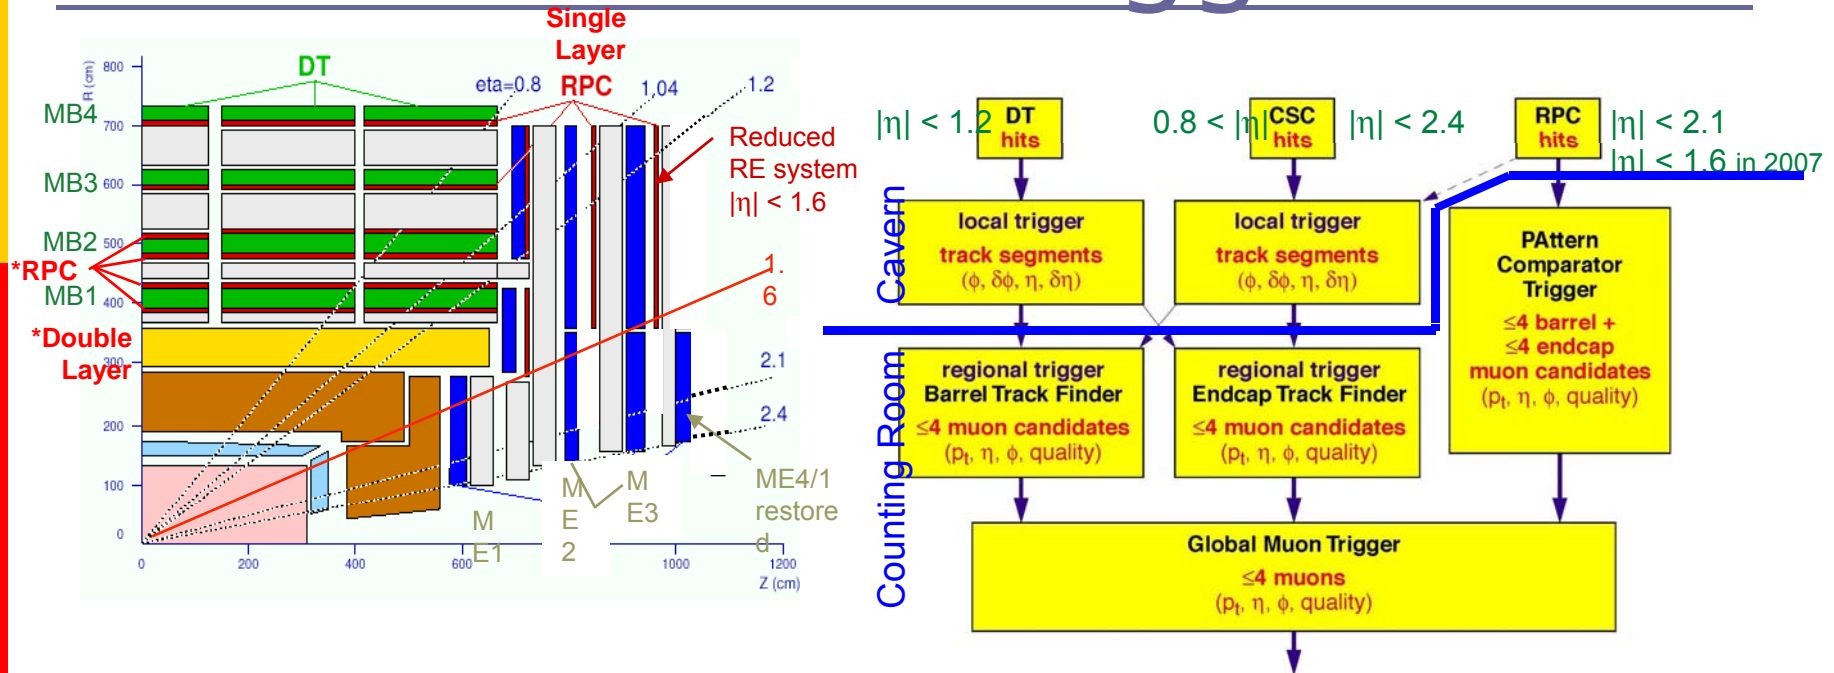 Single
Layer
DT
eta=0.8
RPC
1,04
1.2
R (cm)
800
700
600
500
400
300
200
100
0
MB4
MB3
MB2
*RPC
MB1
*Double
Layer
Reduced
RE system
|η| < 1.6
1.
6
2.1
2.4
M
E1
M
E
2
M
E3
–
ME4/1
restore
d
0
200
400
600
1000
1200
Z (cm)
|η| < 1.2
DT
hits
0.8 < |η|
CSC
hits
|η| < 2.4
RPC
hits
|η| < 2.1
|η| < 1.6 in 2007
Cavern
Counting Room
local trigger
track segments
(ϕ, δϕ, η, δη)
local trigger
track segments
(ϕ, δϕ, η, δη)
PAttern
Comparator
Trigger
≤4 barrel +
≤4 endcap
muon candidates
(pt, η, ϕ, quality)
regional trigger
Barrel Track Finder
≤4 muon candidates
(pt, η, ϕ, quality)
regional trigger
Endcap Track Finder
≤4 muon candidates
(pt, η, ϕ, quality)
Global Muon Trigger
≤4 muons
(pt, η, ϕ, quality)